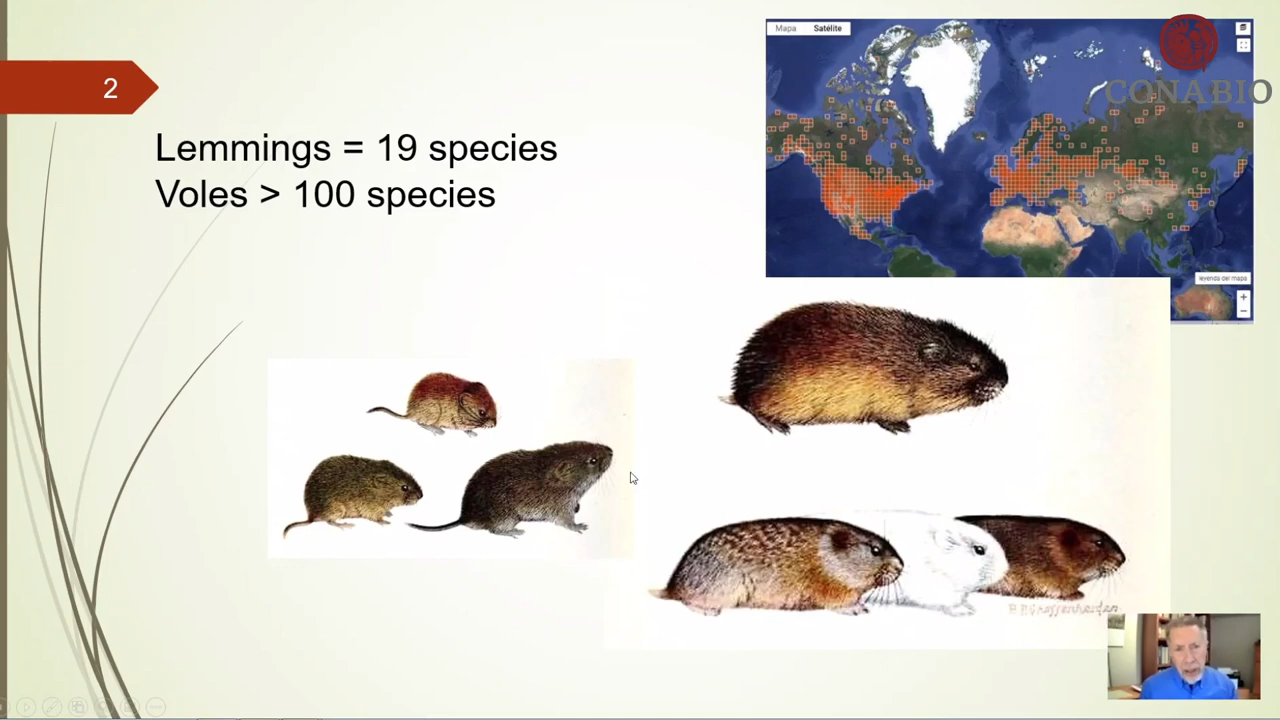 2
Lemmings = 19 species
Voles > 100 species
Mapa
Satélite
CONABIO
leyenda del mapa
+
−